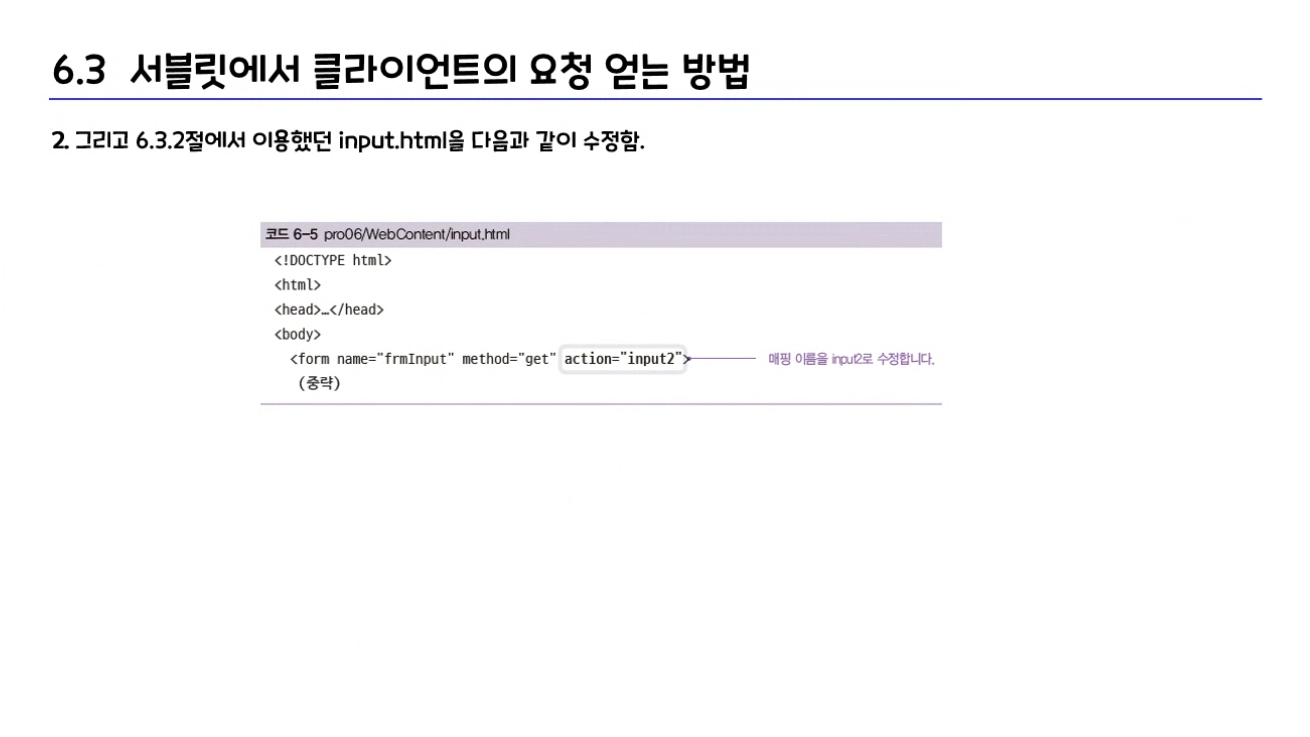 6.3 서블릿에서 클라이언트의 요청 얻는 방법
2. 그리고 6.3.2절에서 이용했던 input.html을 다음과 같이 수정함.
코드 6-5 pro06/WebContent/input.html
<!DOCTYPE html>
<html>
<head>…</head>
<body>
<form name="frmInput" method="get" action="input2"> 매핑 이름을 input2로 수정합니다.
(중략)